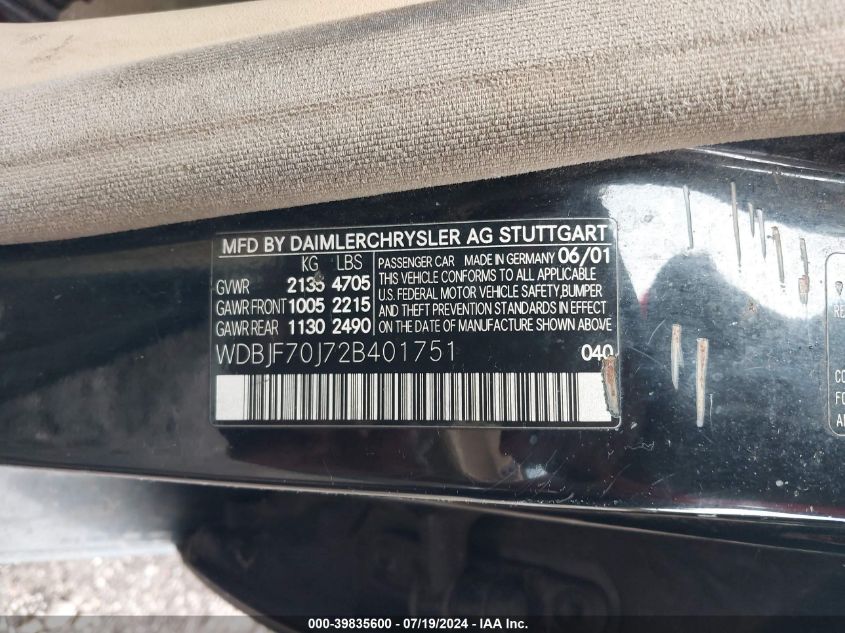 MFD BY DAIMLERCHRYSLER AG STUTTGART
KG LBS
GVWR 2135 4705
GAWR FRONT 1005 2215
GAWR REAR 1130 2490
PASSENGER CAR MADE IN GERMANY 06/01
THIS VEHICLE CONFORMS TO ALL APPLICABLE
U.S. FEDERAL MOTOR VEHICLE SAFETY,BUMPER
AND THEFT PREVENTION STANDARDS IN EFFECT
ON THE DATE OF MANUFACTURE SHOWN ABOVE
WDBJF70J72B401751 040
000-39835600 - 07/19/2024 - IAA Inc.